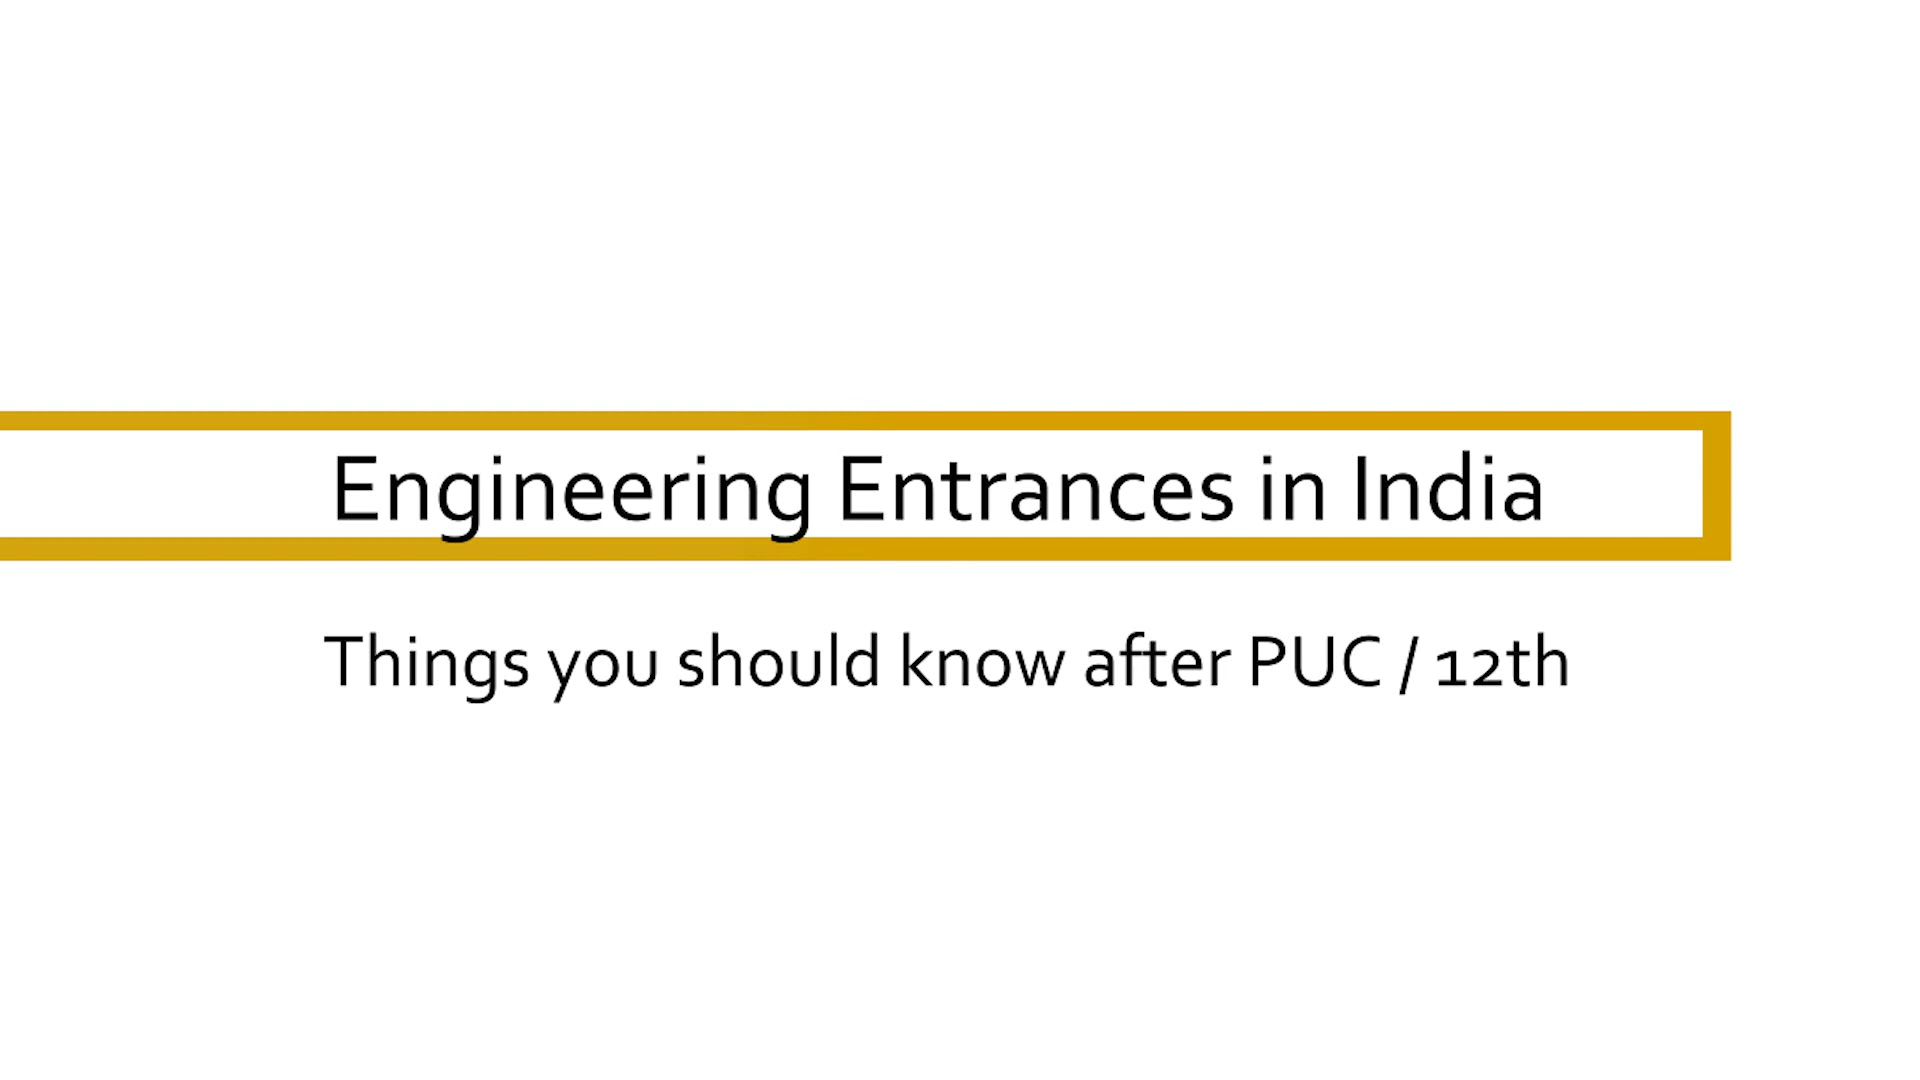 Engineering Entrances in India
Things you should know after PUC / 12th